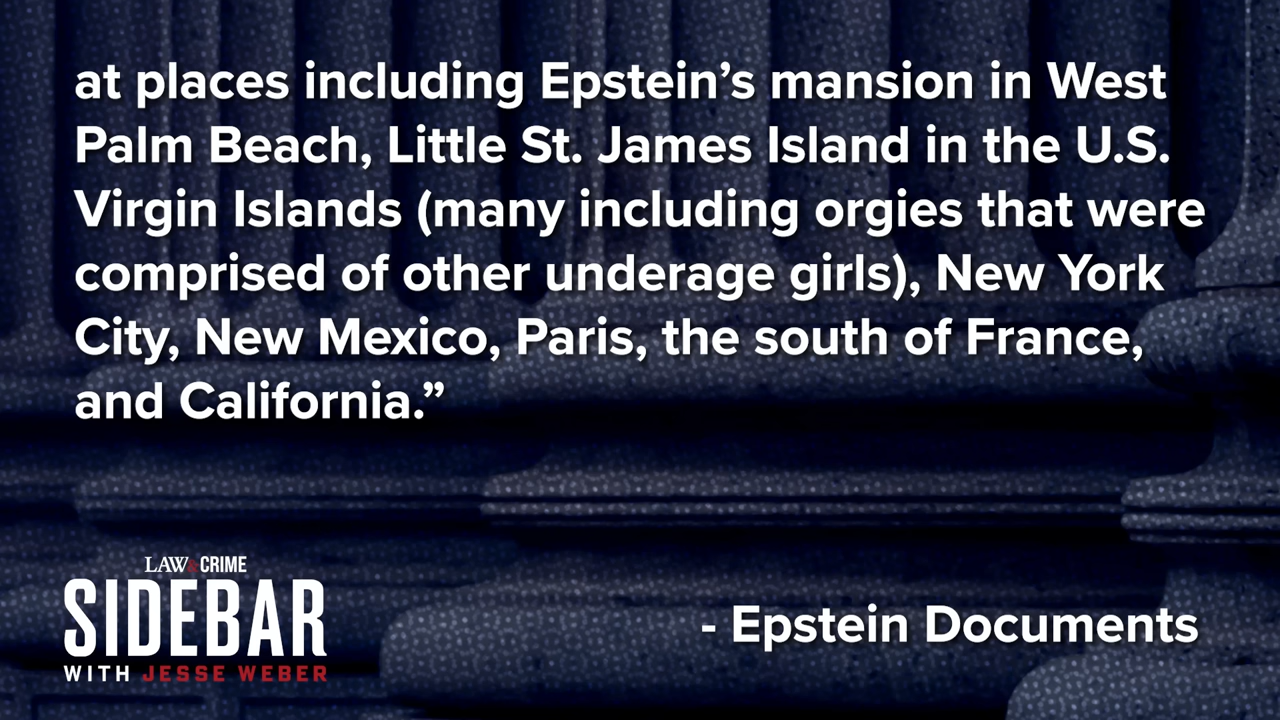 at places including Epstein’s mansion in West
Palm Beach, Little St. James Island in the U.S.
Virgin Islands (many including orgies that were
comprised of other underage girls), New York
City, New Mexico, Paris, the south of France,
and California.”
LAW&CRIME
SIDEBAR
WITH JESSE WEBER
- Epstein Documents